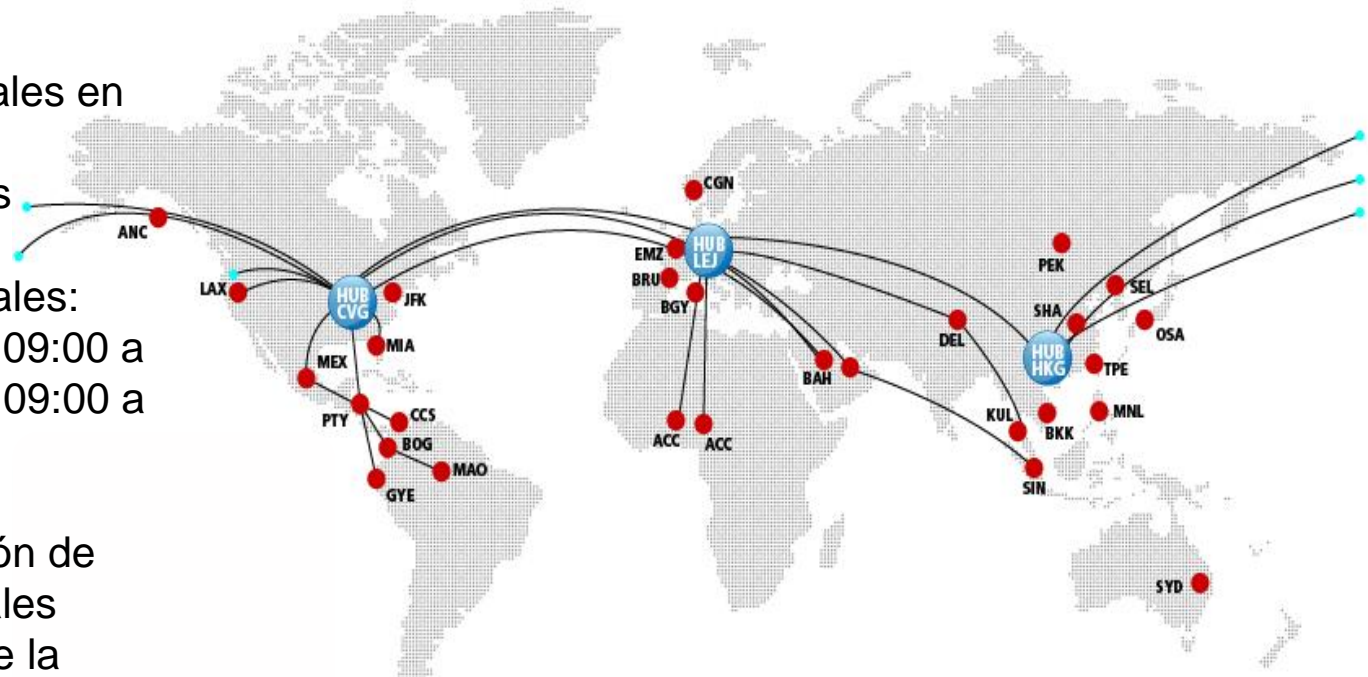 ales en
s
ales:
09:00 a
09:00 a
ón de
ales
e la
ANC
LAX
HUB
CVG
JFK
MIA
MEX
PTY
CCS
BOG
MAO
GYE
CGN
EMZ
HUB
LEJ
BRU
BGY
ACC
ACC
BAH
DEL
KUL
SIN
PEK
SEL
SHA
OSA
HUB
HKG
TPE
MNL
BKK
SYD